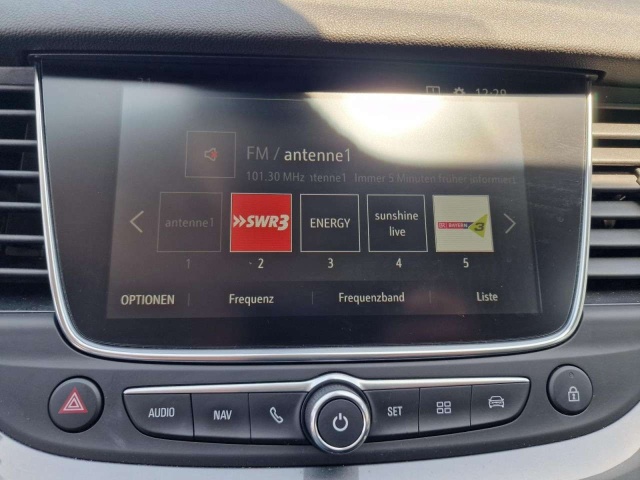 12:29
FM / antenne1
101.30 MHz antenne1 Immer 5 Minuten früher informiert
antenne1
SWR3
ENERGY
sunshine live
BAYERN 3
1 2 3 4 5
OPTIONEN Frequenz Frequenzband Liste
AUDIO NAV SET